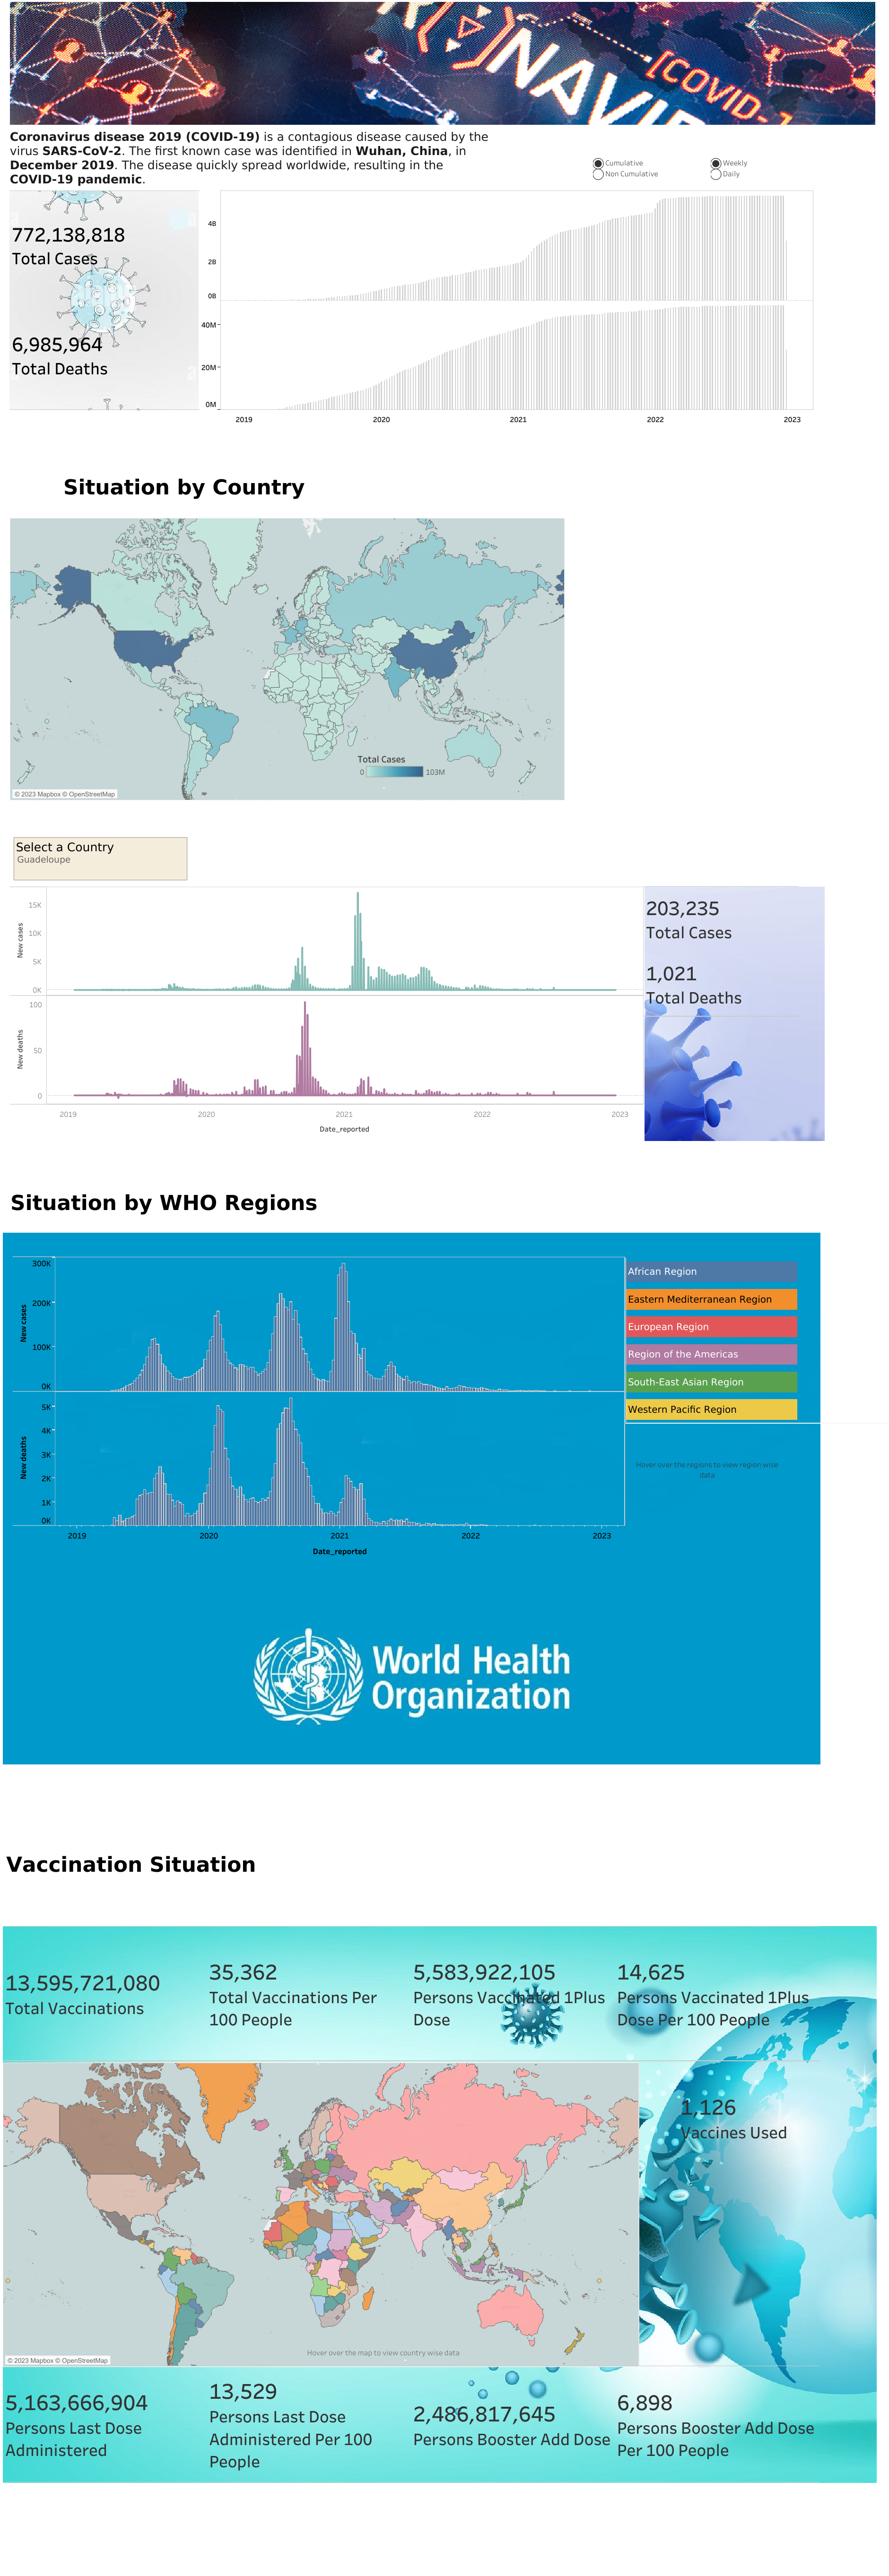 NAVI
[COVID-
Coronavirus disease 2019 (COVID-19) is a contagious disease caused by the
virus SARS-CoV-2. The first known case was identified in Wuhan, China, in
December 2019. The disease quickly spread worldwide, resulting in the
COVID-19 pandemic.
Cumulative
Non Cumulative
Weekly
Daily
772,138,818
Total Cases
6,985,964
Total Deaths
4B
2B
0B
40M
20M
0M
2019 2020 2021 2022 2023
Situation by Country
Total Cases
0 103M
© 2023 Mapbox © OpenStreetMap
Select a Country
Guadeloupe
New cases
15K
10K
5K
0K
New deaths
100
50
0
2019 2020 2021 2022 2023
Date_reported
203,235
Total Cases
1,021
Total Deaths
Situation by WHO Regions
New cases
300K
200K
100K
0K
New deaths
5K
4K
3K
2K
1K
0K
2019 2020 2021 2022 2023
Date_reported
African Region
Eastern Mediterranean Region
European Region
Region of the Americas
South-East Asian Region
Western Pacific Region
Hover over the regions to view region wise
data
World Health
Organization
Vaccination Situation
13,595,721,080
Total Vaccinations
35,362
Total Vaccinations Per
100 People
5,583,922,105
Persons Vaccinated 1Plus
Dose
14,625
Persons Vaccinated 1Plus
Dose Per 100 People
1,126
Vaccines Used
Hover over the map to view country wise data
© 2023 Mapbox © OpenStreetMap
5,163,666,904
Persons Last Dose
Administered
13,529
Persons Last Dose
Administered Per 100
People
2,486,817,645
Persons Booster Add Dose
6,898
Persons Booster Add Dose
Per 100 People